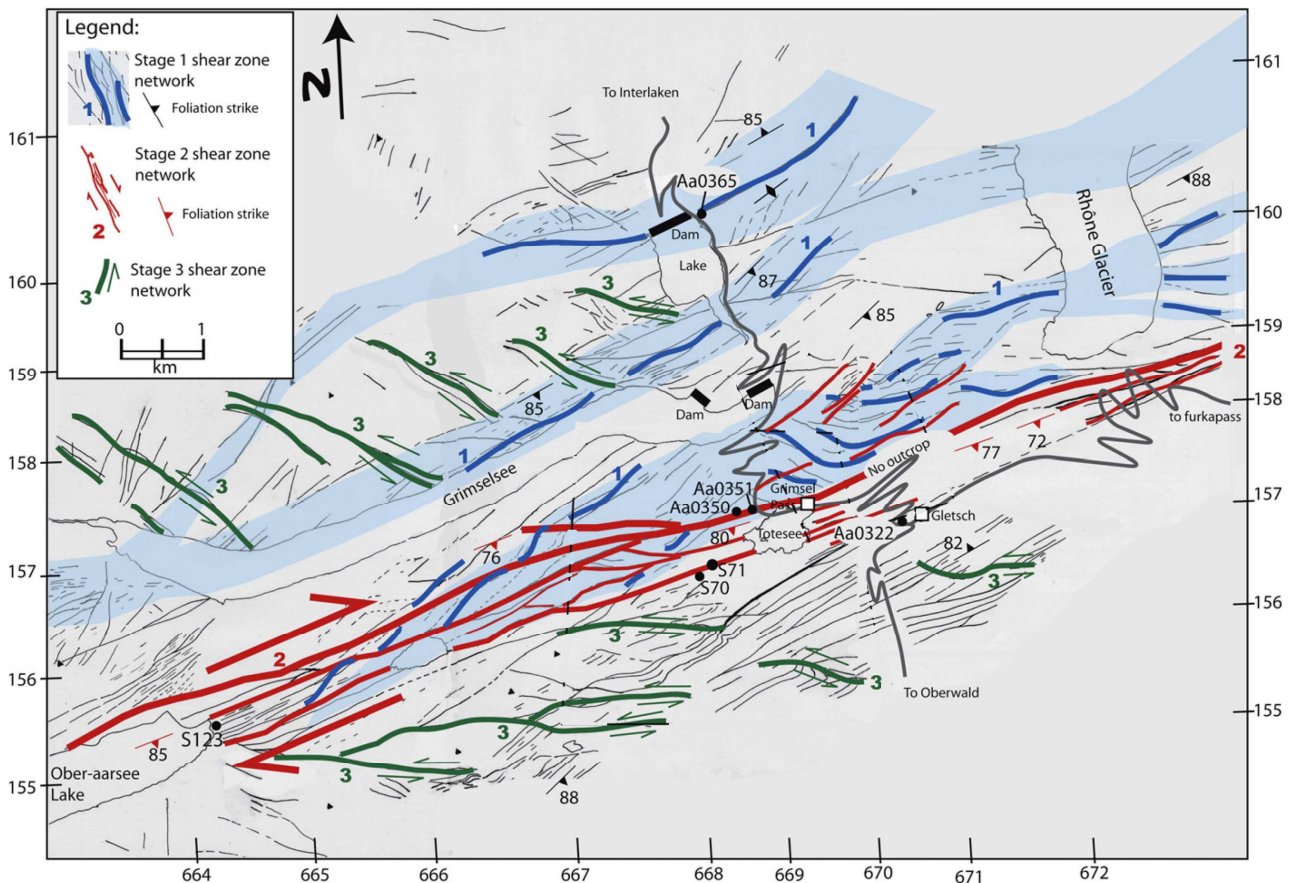 Legend:
Stage 1 shear zone
network
1
Foliation strike
Stage 2 shear zone
network
2
Foliation strike
Stage 3 shear zone
network
3
0 1
km
N
To Interlaken
85
1
Aa0365
Dam
Lake
87
1
85
1
88
Rhône Glacier
3
3
3
3
3
85
1
Grimselsee
Dam
Dam
1
2
to furkapass
72
77
No outcrop
Aa0351
Aa0350
Grimsel
Pass
80
Totesee
Aa0322
Gletsch
82
3
76
S71
S70
3
2
3
To Oberwald
S123
85
3
3
88
Ober-aarsee
Lake
161
160
159
158
157
156
155
161
160
159
158
157
156
155
664
665
666
667
668
669
670
671
672